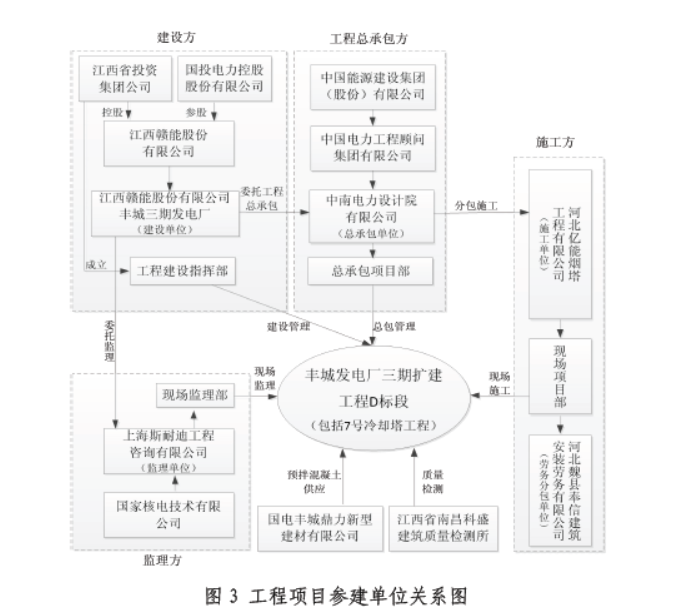 建设方
江西省投资
集团公司
国投电力控股
股份有限公司
控股
参股
江西赣能股份
有限公司
江西赣能股份有限公司
丰城三期发电厂
(建设单位)
成立
工程建设指挥部
委托工程
总承包
工程总承包方
中国能源建设集团
(股份)有限公司
中国电力工程顾问
集团有限公司
中南电力设计院
有限公司
(总承包单位)
总承包项目部
分包施工
施工方
河北亿能烟塔
工程有限公司
(施工单位)
现场项目部
河北魏县奉信建筑
安装劳务有限公司
(劳务分包单位)
委托监理
建设管理
总包管理
现场
监理
现场
施工
丰城发电厂三期扩建
工程D标段
(包括7号冷却塔工程)
现场监理部
上海斯耐迪工程
咨询有限公司
(监理单位)
国家核电技术有限
公司
监理方
预拌混凝土
供应
质量
检测
国电丰城鼎力新型
建材有限公司
江西省南昌科盛
建筑质量检测所
图 3 工程项目参建单位关系图